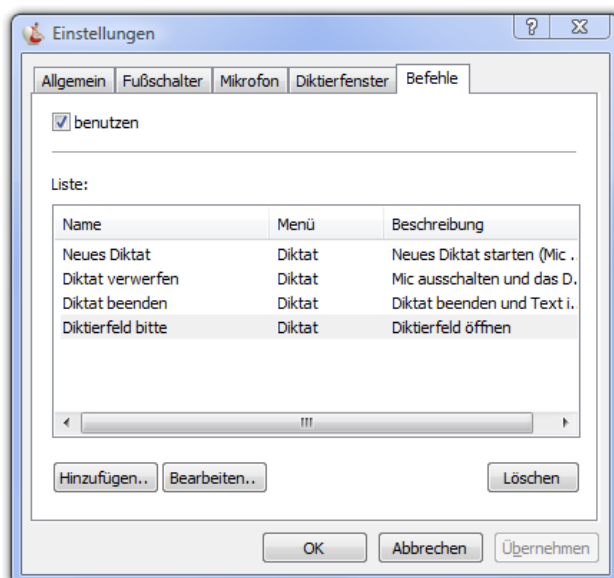 Einstellungen
Allgemein Fußschalter Mikrofon Diktierfenster Befehle
benutzen
Liste:
Name Menü Beschreibung
Neues Diktat Diktat Neues Diktat starten (Mic .
Diktat verwerfen Diktat Mic ausschalten und das D.
Diktat beenden Diktat Diktat beenden und Text i.
Diktierfeld bitte Diktat Diktierfeld öffnen
Hinzufügen.. Bearbeiten.. Löschen
OK Abbrechen Übernehmen